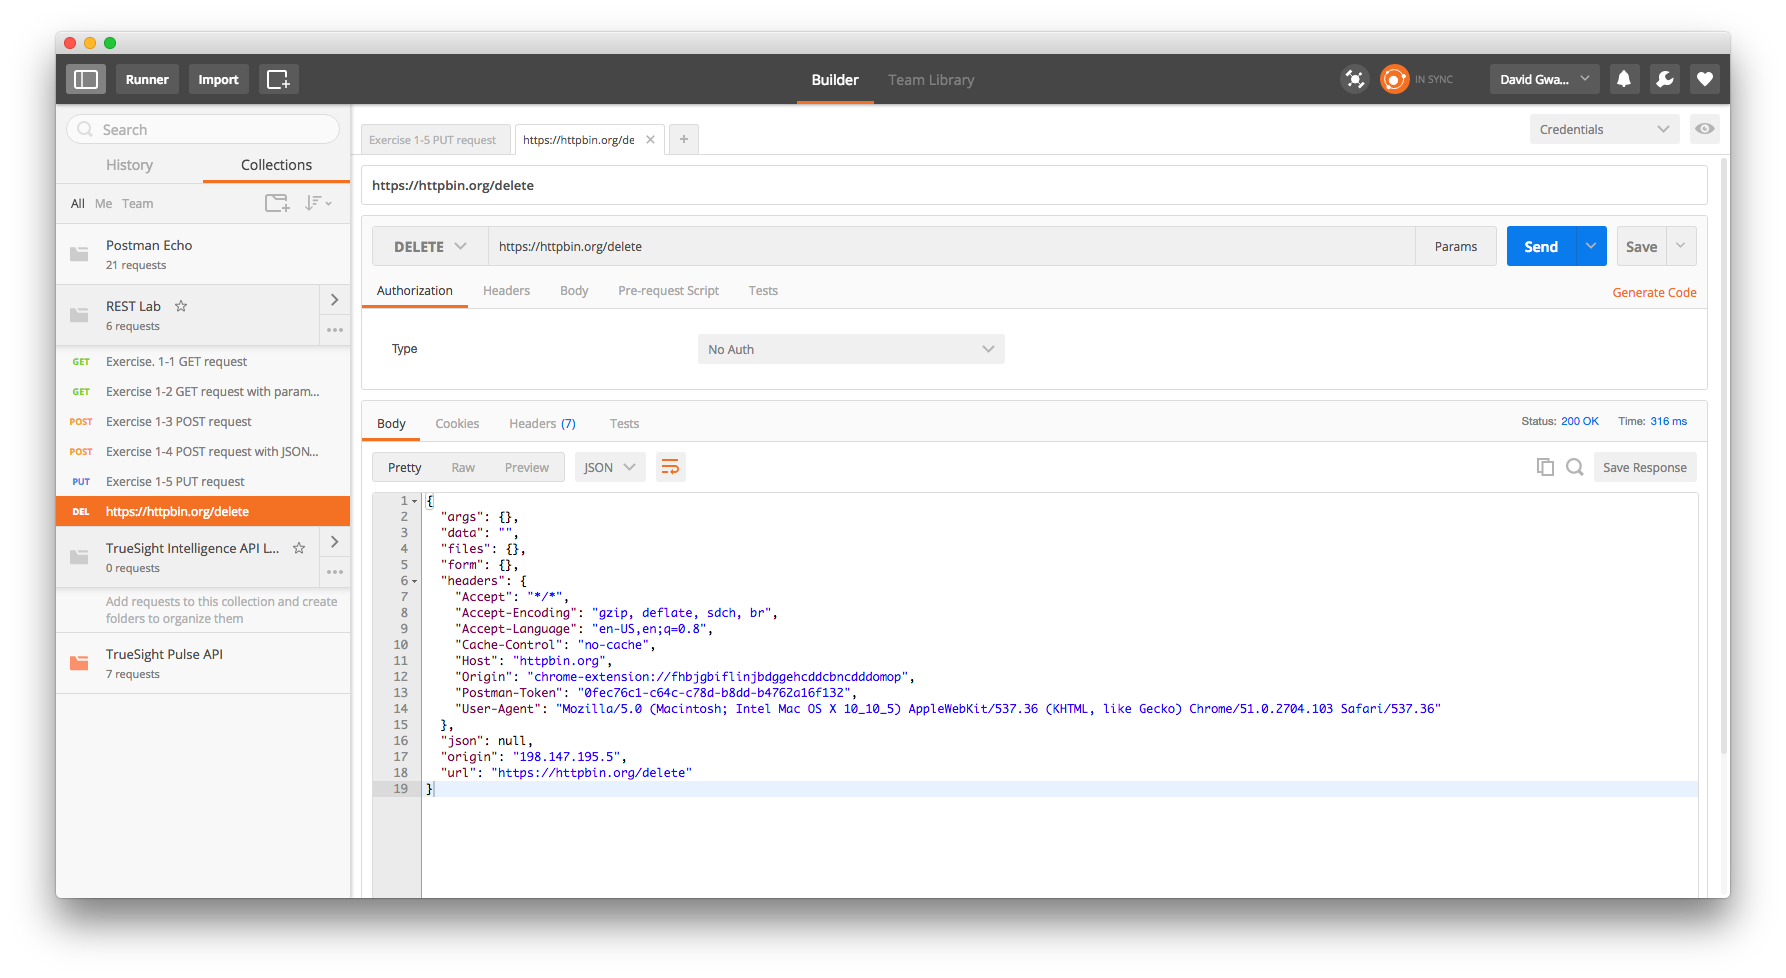 Runner Import Builder Team Library IN SYNC David Gwa...
Search
History Collections
All Me Team
Postman Echo
21 requests
REST Lab
6 requests
GET Exercise. 1-1 GET request
GET Exercise 1-2 GET request with param...
POST Exercise 1-3 POST request
POST Exercise 1-4 POST request with JSON...
PUT Exercise 1-5 PUT request
DEL https://httpbin.org/delete
TrueSight Intelligence API L...
0 requests
Add requests to this collection and create
folders to organize them
TrueSight Pulse API
7 requests
Exercise 1-5 PUT request https://httpbin.org/de
Credentials
https://httpbin.org/delete
DELETE https://httpbin.org/delete Params Send Save
Authorization Headers Body Pre-request Script Tests Generate Code
Type No Auth
Body Cookies Headers (7) Tests Status: 200 OK Time: 316 ms
Pretty Raw Preview JSON Save Response
1 {
2 "args": {},
3 "data": "",
4 "files": {},
5 "form": {},
6 "headers": {
7 "Accept": "*/*",
8 "Accept-Encoding": "gzip, deflate, sdch, br",
9 "Accept-Language": "en-US,en;q=0.8",
10 "Cache-Control": "no-cache",
11 "Host": "httpbin.org",
12 "Origin": "chrome-extension://fhbjgbiflinjbdggehcddcbncdddomop",
13 "Postman-Token": "0fec76c1-c64c-c78d-b8dd-b4762a16f132",
14 "User-Agent": "Mozilla/5.0 (Macintosh; Intel Mac OS X 10_10_5) AppleWebKit/537.36 (KHTML, like Gecko) Chrome/51.0.2704.103 Safari/537.36"
15 },
16 "json": null,
17 "origin": "198.147.195.5",
18 "url": "https://httpbin.org/delete"
19 }